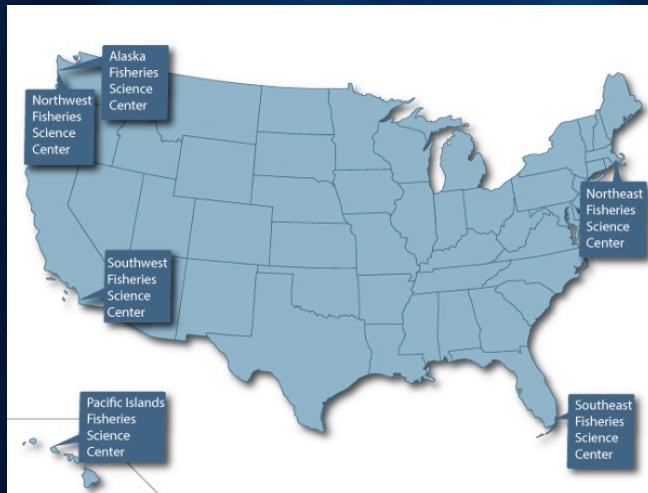 Alaska
Fisheries
Science
Center
Northwest
Fisheries
Science
Center
Northeast
Fisheries
Science
Center
Southwest
Fisheries
Science
Center
Pacific Islands
Fisheries
Science
Center
Southeast
Fisheries
Science
Center